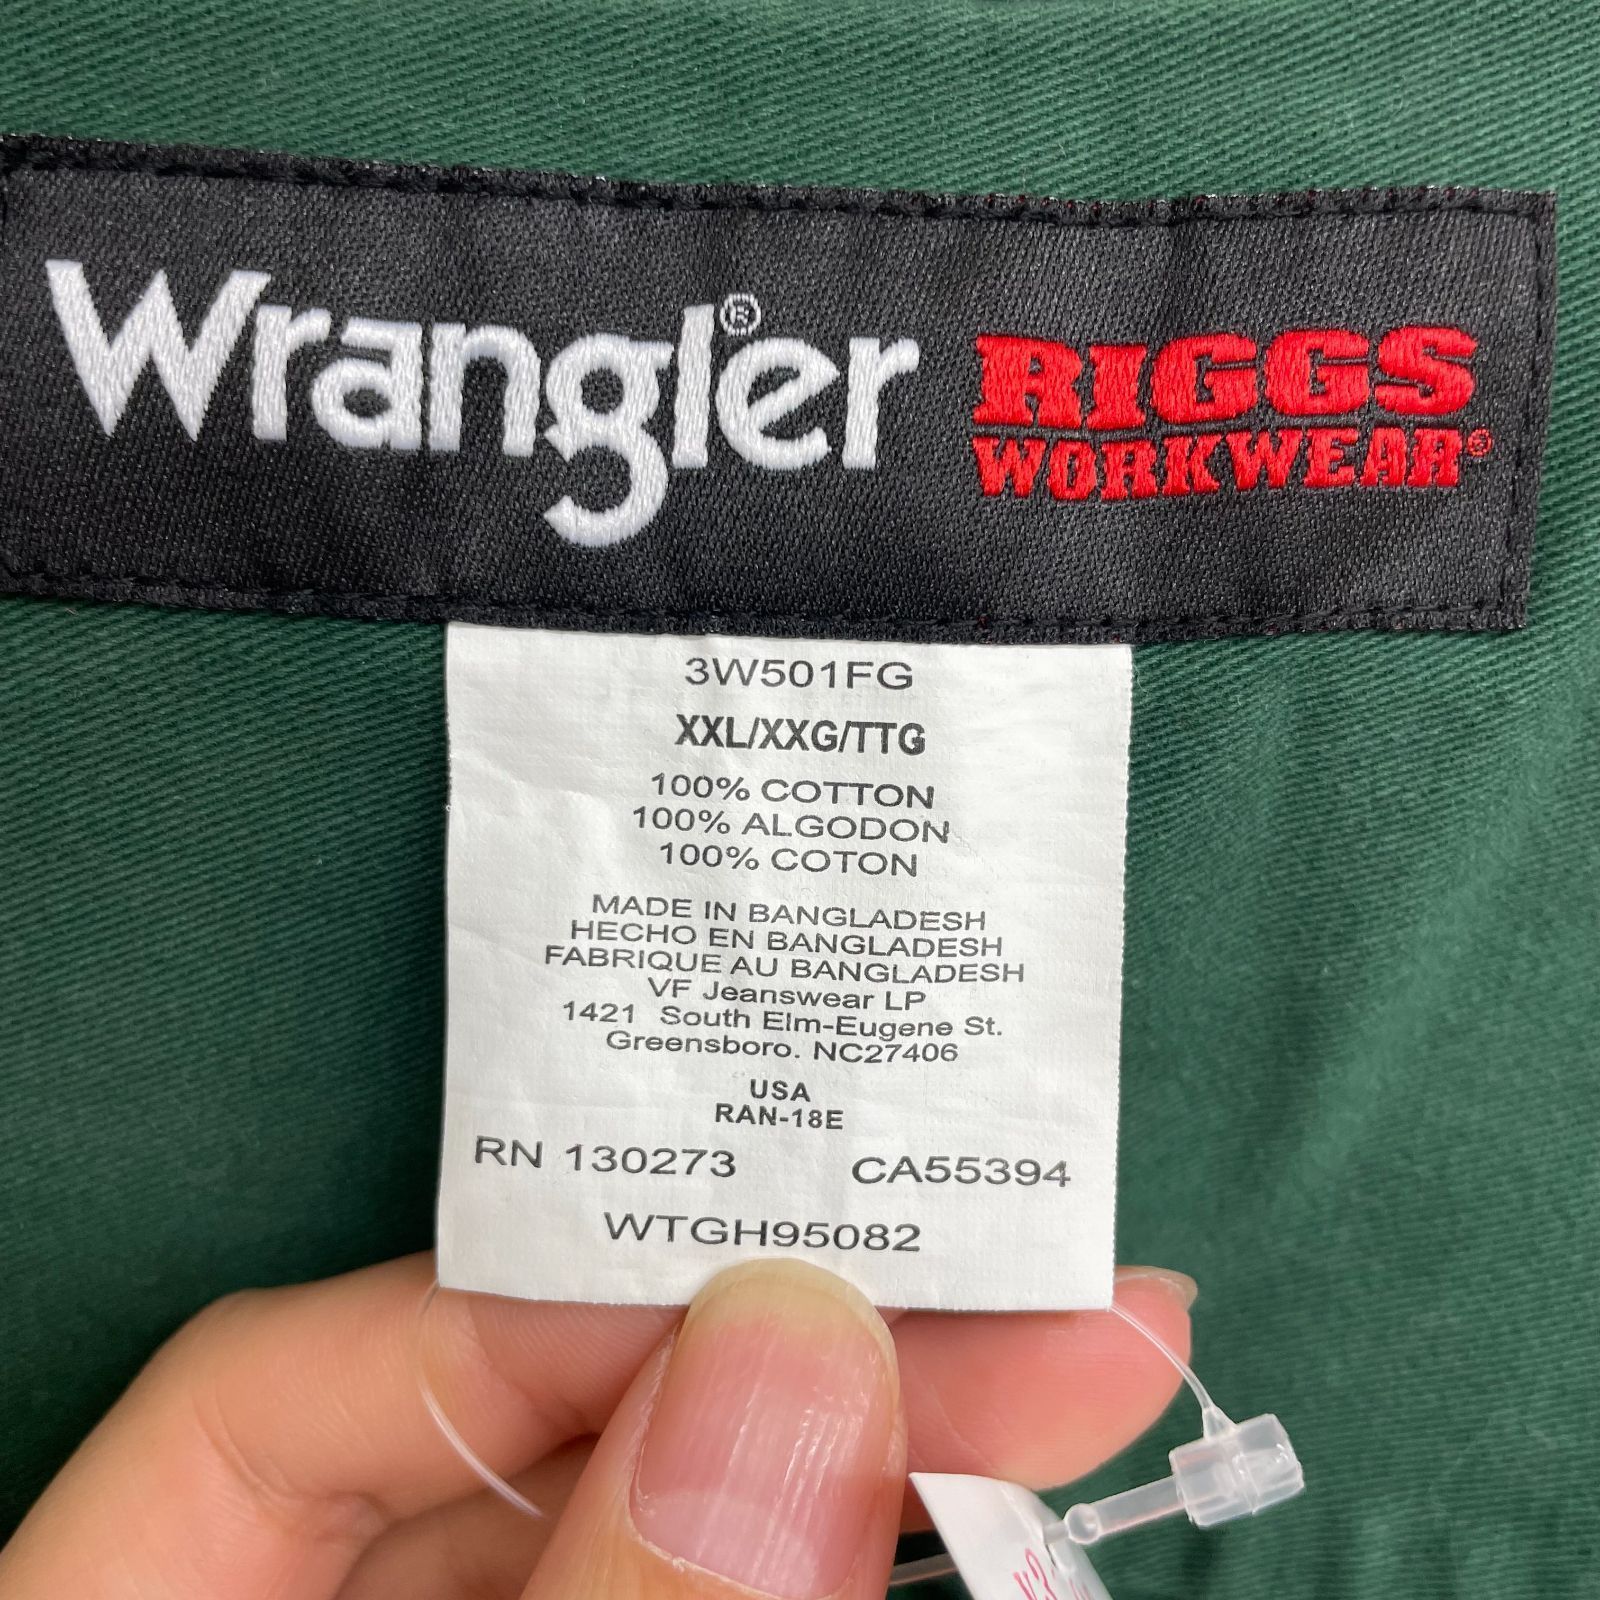 Wrangler® RIGGS
WORKWEAR®
3W501FG
XXL/XXG/TTG
100% COTTON
100% ALGODON
100% COTON
MADE IN BANGLADESH
HECHO EN BANGLADESH
FABRIQUE AU BANGLADESH
VF Jeanswear LP
1421 South Elm-Eugene St.
Greensboro. NC27406
USA
RAN-18E
RN 130273 CA55394
WTGH95082